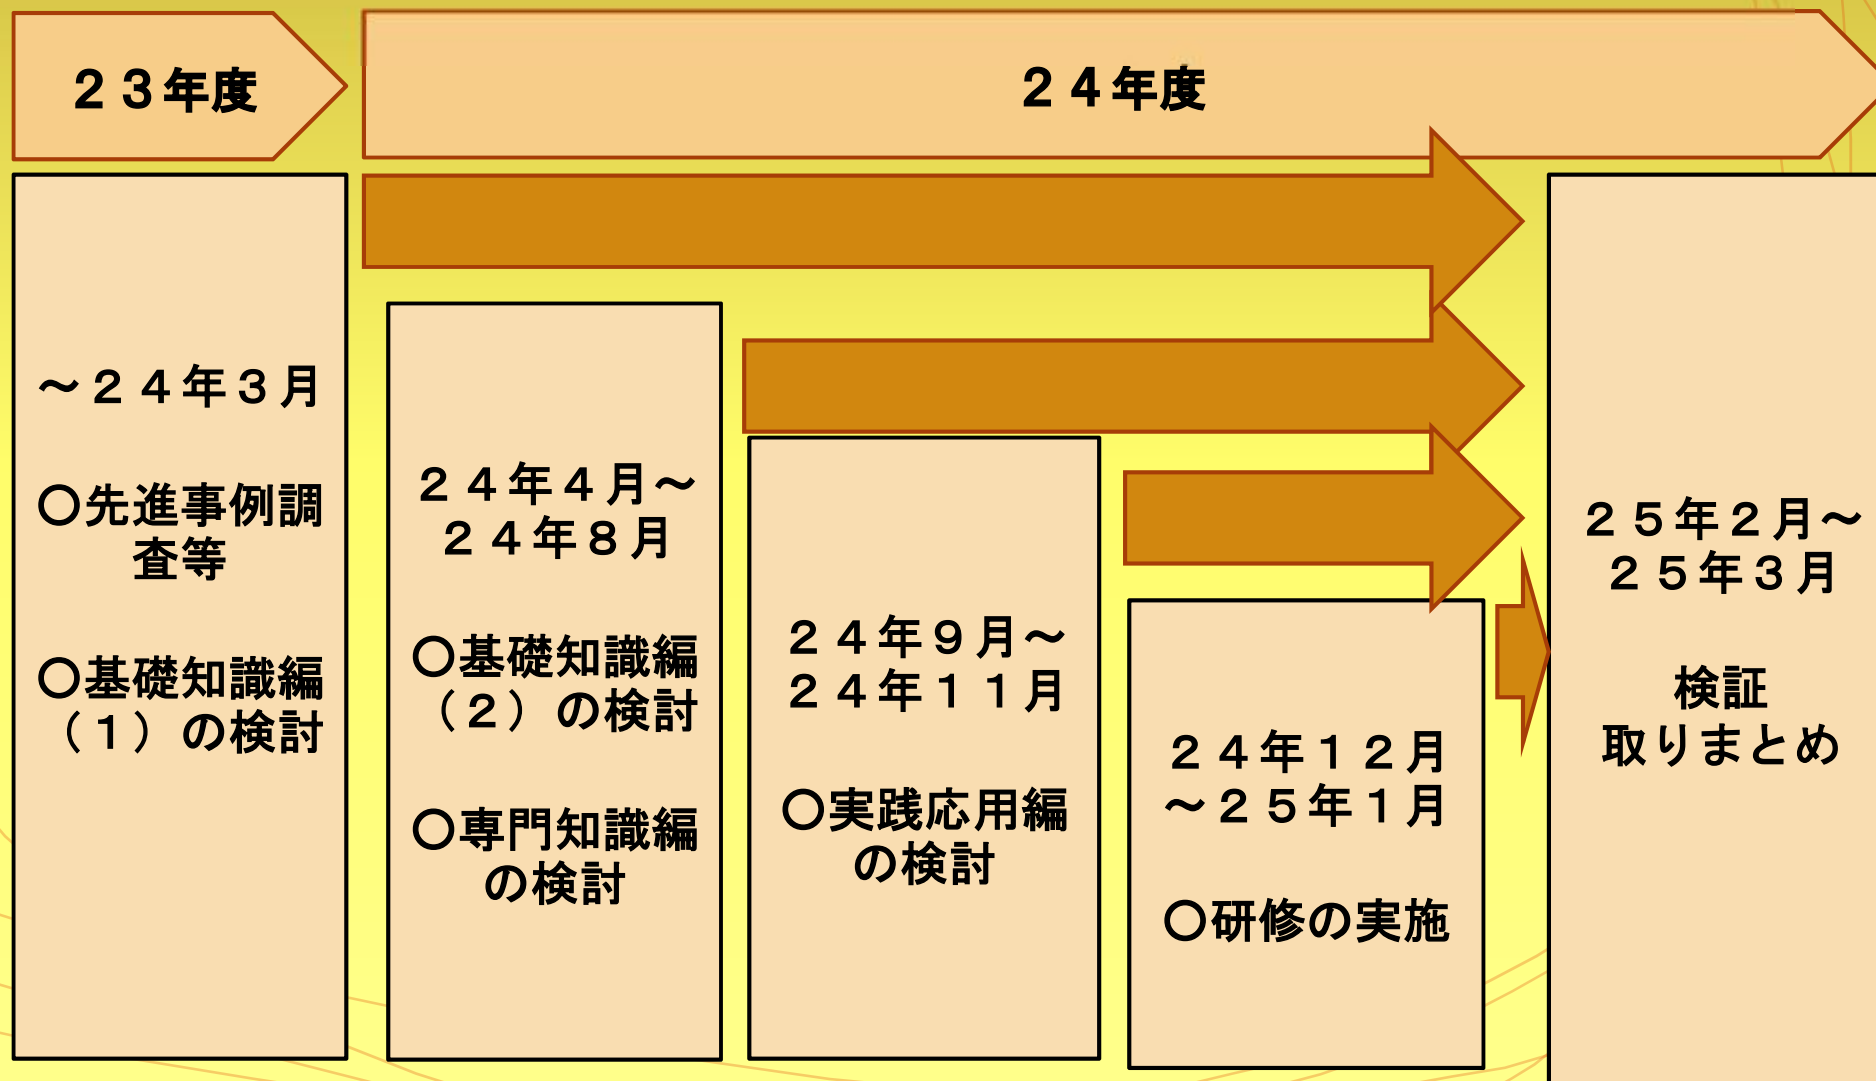 ２３年度
２４年度
～２４年３月
○先進事例調
査等
○基礎知識編
（１）の検討
２４年４月～
２４年８月
○基礎知識編
（２）の検討
○専門知識編
の検討
２４年９月～
２４年１１月
○実践応用編
の検討
２４年１２月
～２５年１月
○研修の実施
２５年２月～
２５年３月
検証
取りまとめ